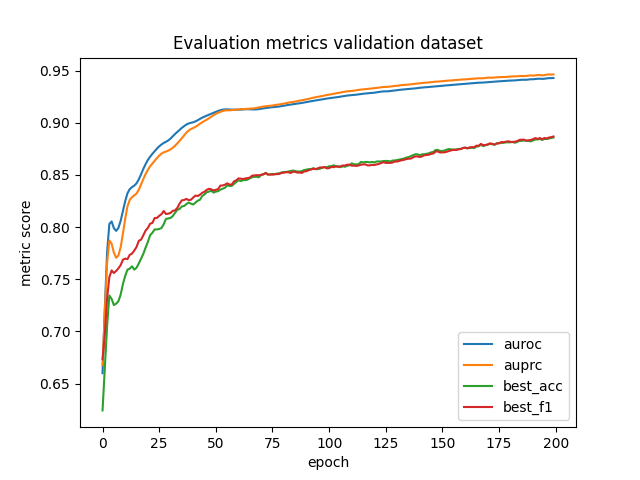 Evaluation metrics validation dataset
metric score
0.95
0.90
0.85
0.80
0.75
0.70
0.65
0 25 50 75 100 125 150 175 200
epoch
auroc
auprc
best_acc
best_f1